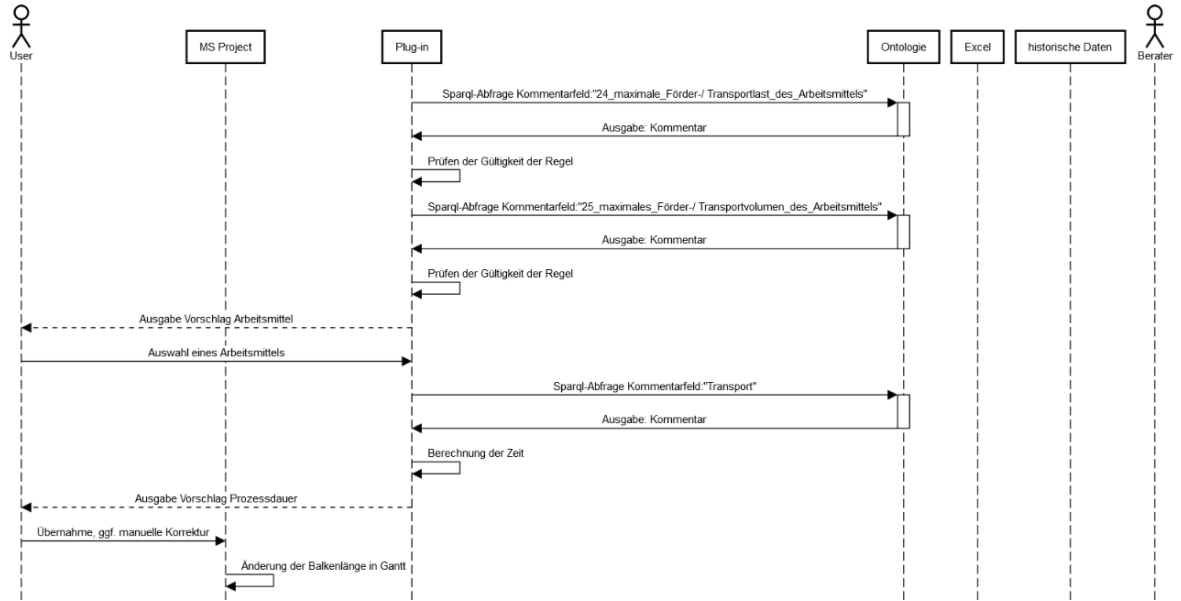 User
MS Project
Plug-in
Ontologie
Excel
historische Daten
Berater
Sparql-Abfrage Kommentarfeld:"24_maximale_Förder-/ Transportlast_des_Arbeitsmittels"
Ausgabe: Kommentar
Prüfen der Gültigkeit der Regel
Sparql-Abfrage Kommentarfeld:"25_maximales_Förder-/ Transportvolumen_des_Arbeitsmittels"
Ausgabe: Kommentar
Prüfen der Gültigkeit der Regel
Ausgabe Vorschlag Arbeitsmittel
Auswahl eines Arbeitsmittels
Sparql-Abfrage Kommentarfeld:"Transport"
Ausgabe: Kommentar
Berechnung der Zeit
Ausgabe Vorschlag Prozessdauer
Übernahme, ggf. manuelle Korrektur
Änderung der Balkenlänge in Gantt